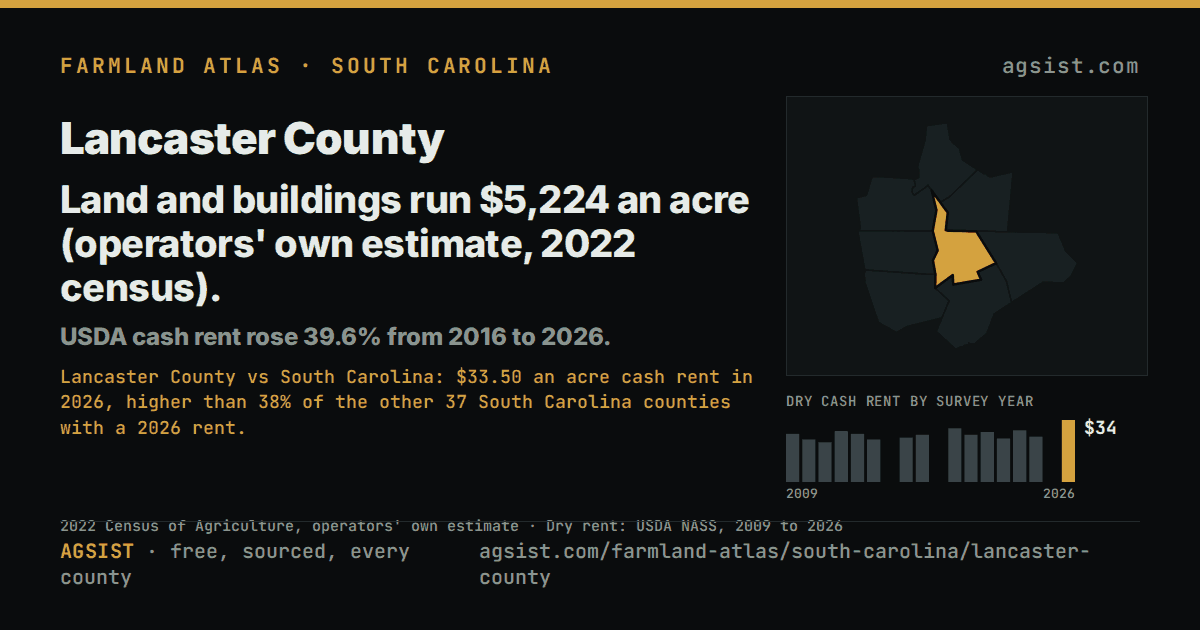 FARMLAND ATLAS · SOUTH CAROLINA
agsist.com
Lancaster County
Land and buildings run $5,224 an acre
(operators' own estimate, 2022
census).
USDA cash rent rose 39.6% from 2016 to 2026.
Lancaster County vs South Carolina: $33.50 an acre cash rent in
2026, higher than 38% of the other 37 South Carolina counties
with a 2026 rent.
DRY CASH RENT BY SURVEY YEAR
$34
2009
2026
2022 Census of Agriculture, operators' own estimate · Dry rent: USDA NASS, 2009 to 2026
AGSIST · free, sourced, every
county
agsist.com/farmland-atlas/south-carolina/lancaster-
county